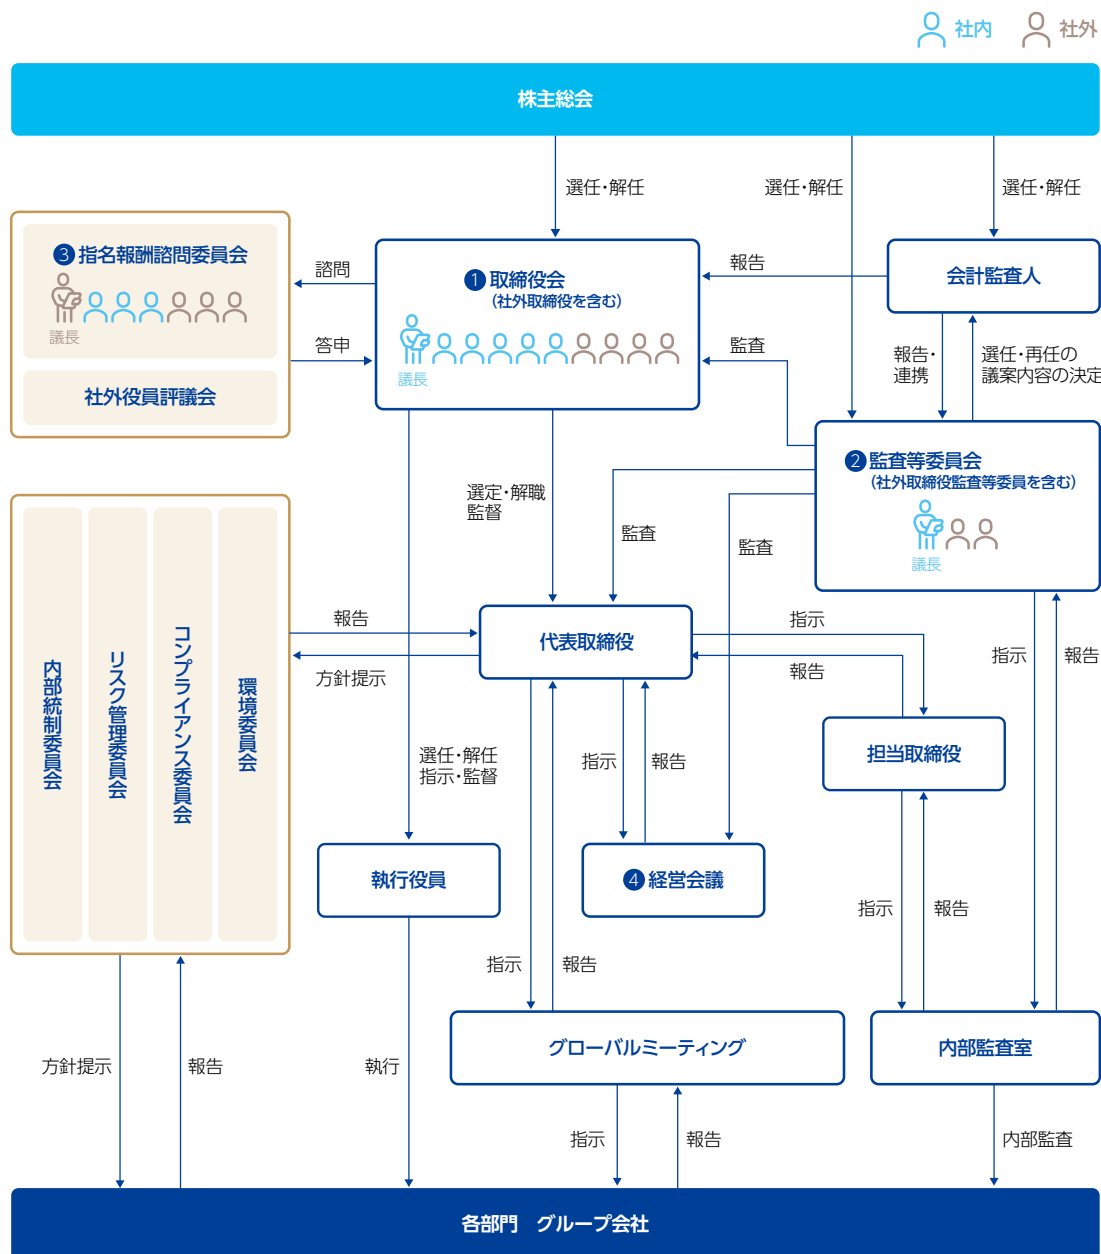 社内
社外
株主総会
選任・解任
選任・解任
選任・解任
3 指名報酬諮問委員会
議長
社外役員評議会
諮問
答申
1 取締役会
(社外取締役を含む)
議長
報告
監査
会計監査人
報告・
連携
選任・再任の
議案内容の決定
2 監査等委員会
(社外取締役監査等委員を含む)
議長
選定・解職
監督
監査
監査
内部統制委員会
リスク管理委員会
コンプライアンス委員会
環境委員会
報告
方針提示
代表取締役
指示
報告
指示
報告
選任・解任
指示・監督
指示
報告
担当取締役
執行役員
4 経営会議
指示
報告
指示
報告
グローバルミーティング
内部監査室
方針提示
報告
執行
指示
報告
内部監査
各部門 グループ会社